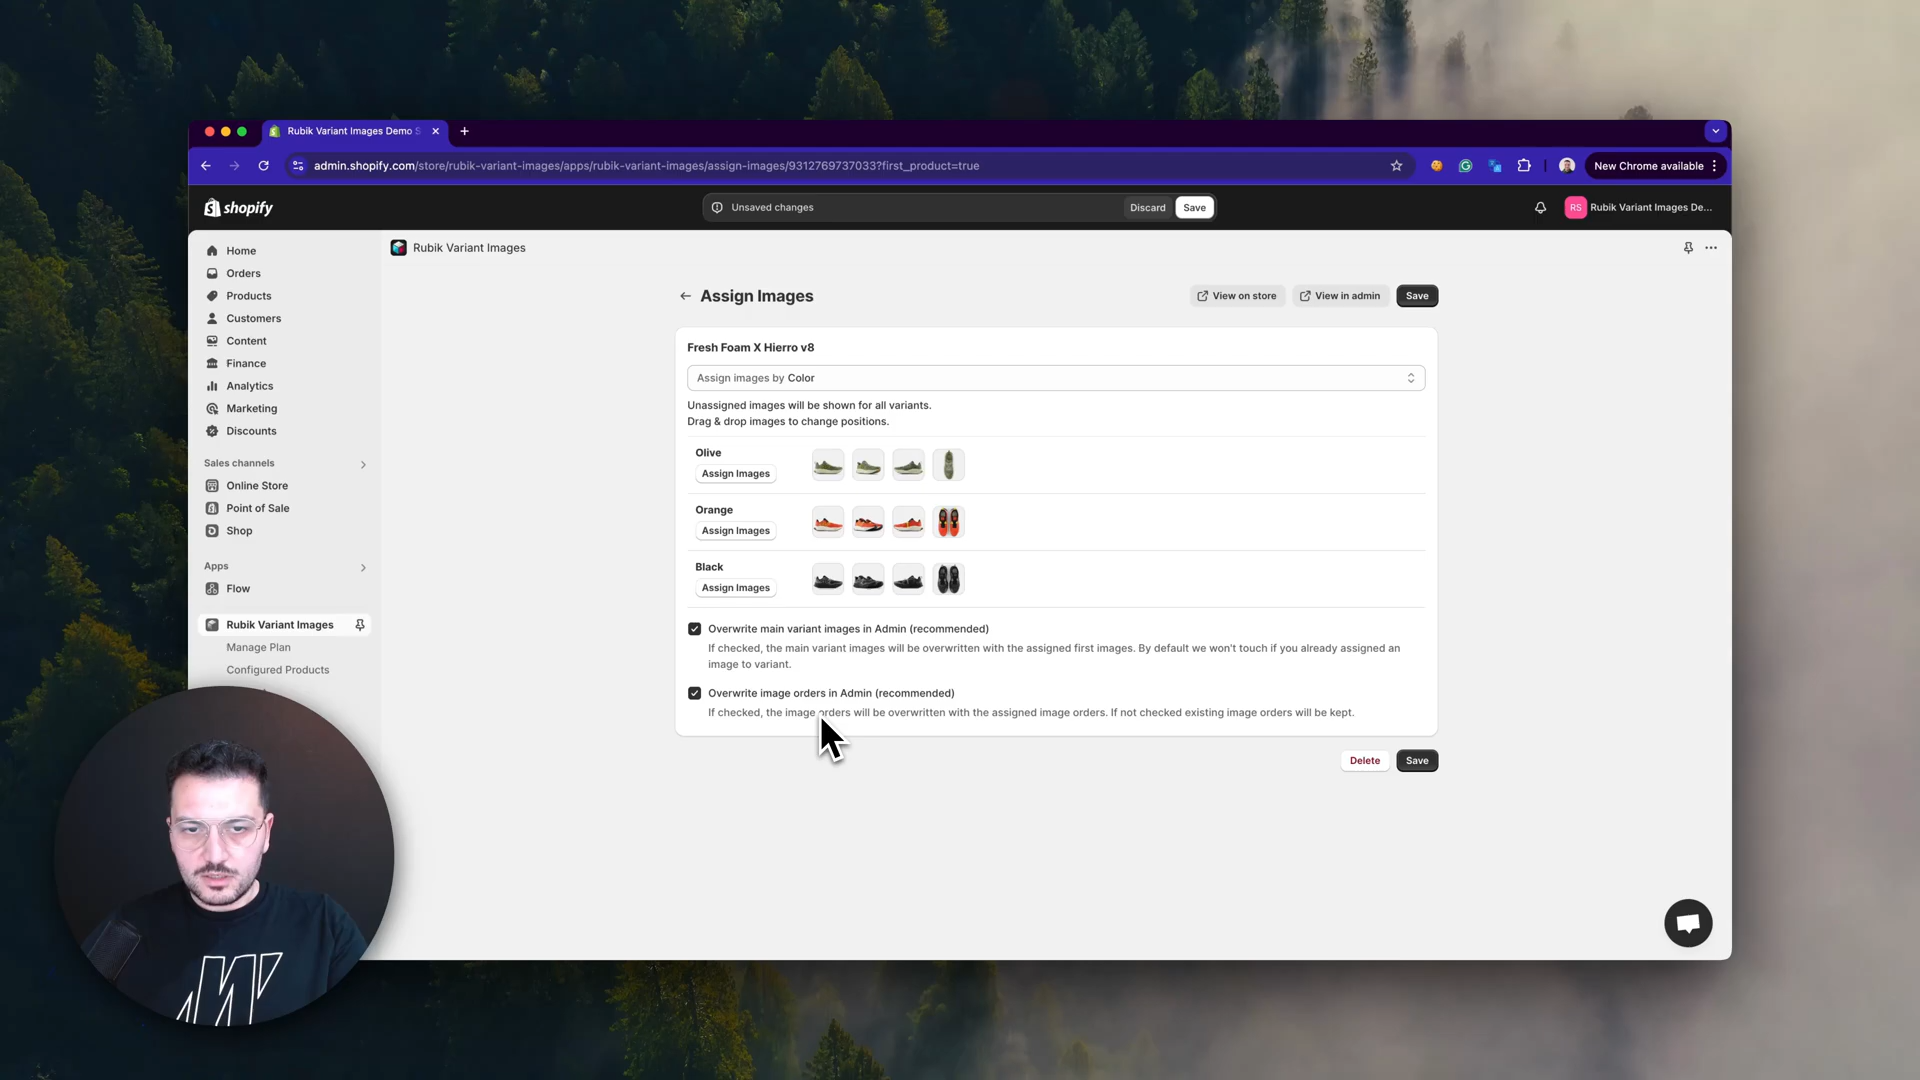 Rubik Variant Images Demo S
admin.shopify.com/store/rubik-variant-images/apps/rubik-variant-images/assign-images/9312769737033?first_product=true
New Chrome available
shopify
Unsaved changes
Discard
Save
RS
Rubik Variant Images De...
Home
Orders
Products
Customers
Content
Finance
Analytics
Marketing
Discounts
Sales channels
Online Store
Point of Sale
Shop
Apps
Flow
Rubik Variant Images
Manage Plan
Configured Products
Rubik Variant Images
Assign Images
View on store
View in admin
Save
Fresh Foam X Hierro v8
Assign images by Color
Unassigned images will be shown for all variants.
Drag & drop images to change positions.
Olive
Assign Images
Orange
Assign Images
Black
Assign Images
Overwrite main variant images in Admin (recommended)
If checked, the main variant images will be overwritten with the assigned first images. By default we won't touch if you already assigned an
image to variant.
Overwrite image orders in Admin (recommended)
If checked, the image orders will be overwritten with the assigned image orders. If not checked existing image orders will be kept.
Delete
Save